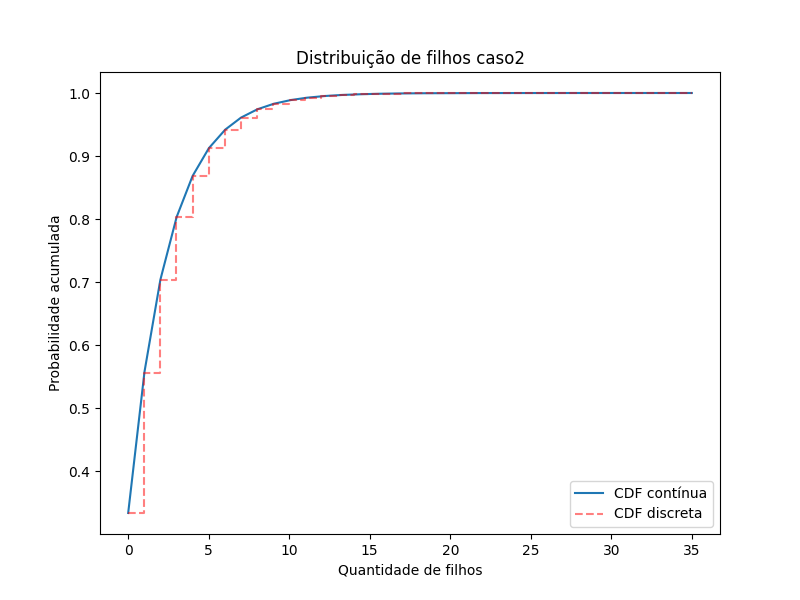 Distribuição de filhos caso2
Probabilidade acumulada
1.0
0.9
0.8
0.7
0.6
0.5
0.4
CDF contínua
CDF discreta
0 5 10 15 20 25 30 35
Quantidade de filhos